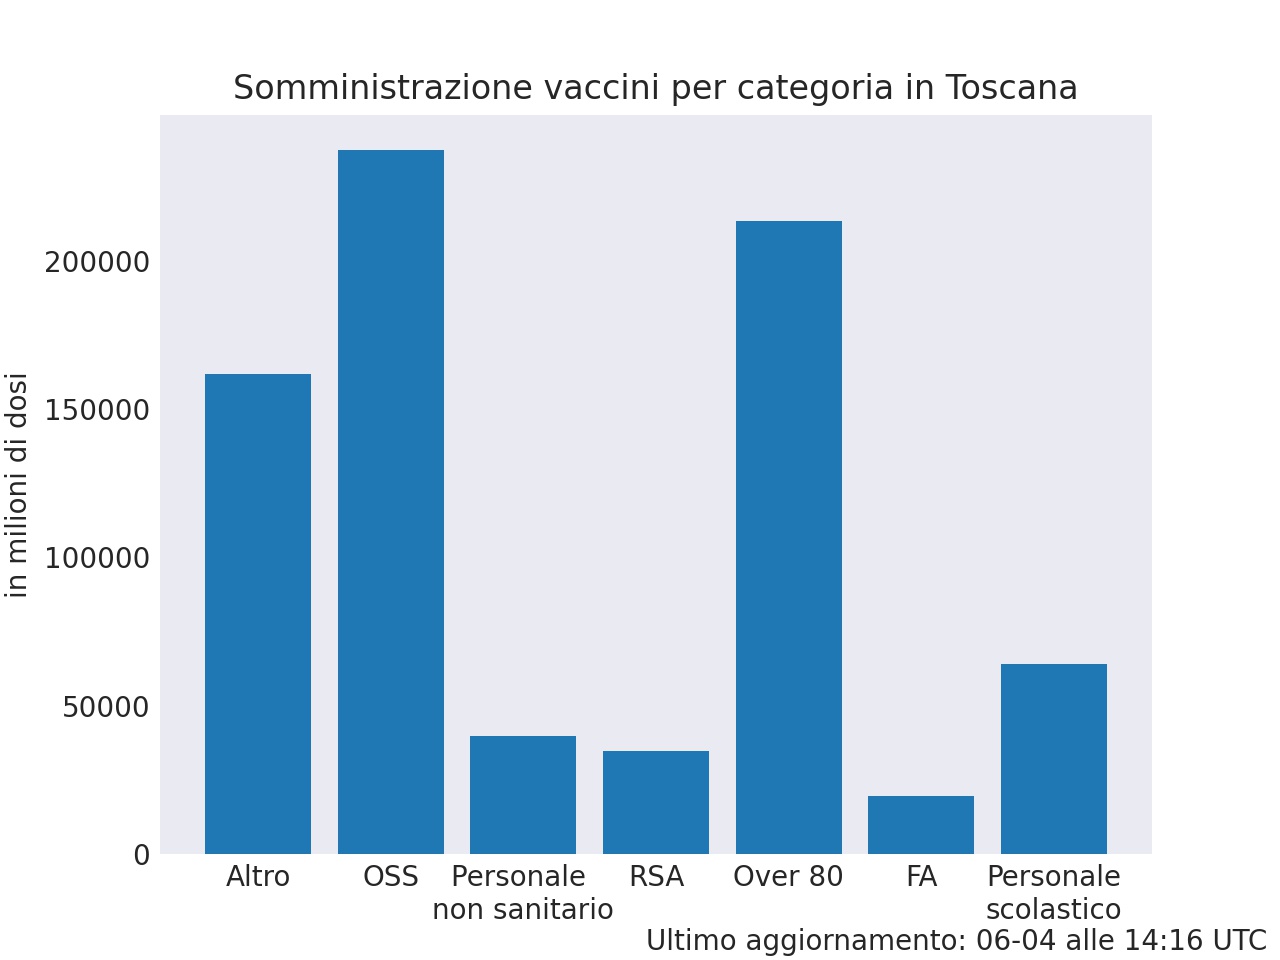 Somministrazione vaccini per categoria in Toscana
in milioni di dosi
200000
150000
100000
50000
0
Altro
OSS
Personale
non sanitario
RSA
Over 80
FA
Personale
scolastico
Ultimo aggiornamento: 06-04 alle 14:16 UTC